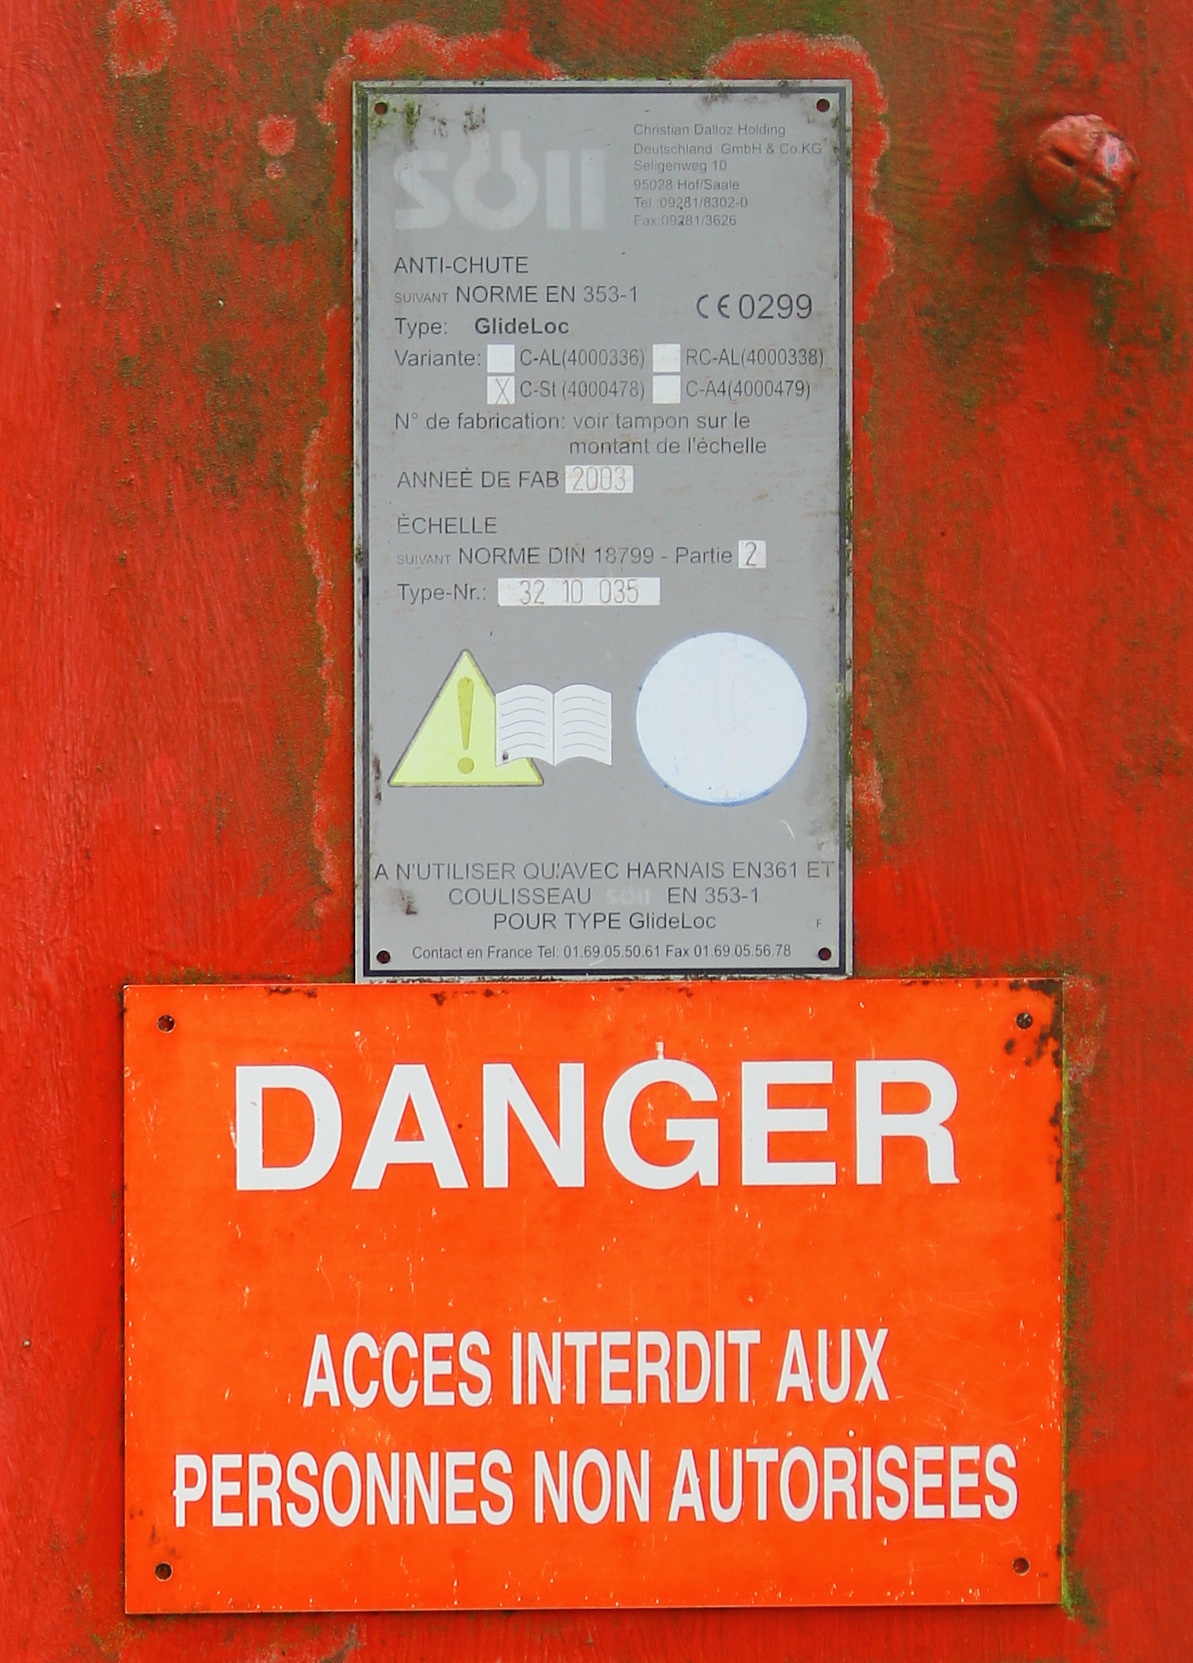 SÖLL
Christian Dalloz Holding
Deutschland GmbH & Co.KG
Seligenweg 10
95028 Hof/Saale
Tel :09281/8302-0
Fax:09281/3626
ANTI-CHUTE
SUIVANT NORME EN 353-1
CE0299
Type: GlideLoc
Variante: C-AL(4000336) RC-AL(4000338)
X C-St (4000478) C-A4(4000479)
N° de fabrication: voir tampon sur le
montant de l'échelle
ANNEÉ DE FAB 2003
ÈCHELLE
SUIVANT NORME DIN 18799 - Partie 2
Type-Nr.: 32 10 035
A N'UTILISER QU'AVEC HARNAIS EN361 ET
COULISSEAU SÖLL EN 353-1
POUR TYPE GlideLoc
F
Contact en France Tel: 01.69.05.50.61 Fax 01.69.05.56.78
DANGER
ACCES INTERDIT AUX
PERSONNES NON AUTORISEES